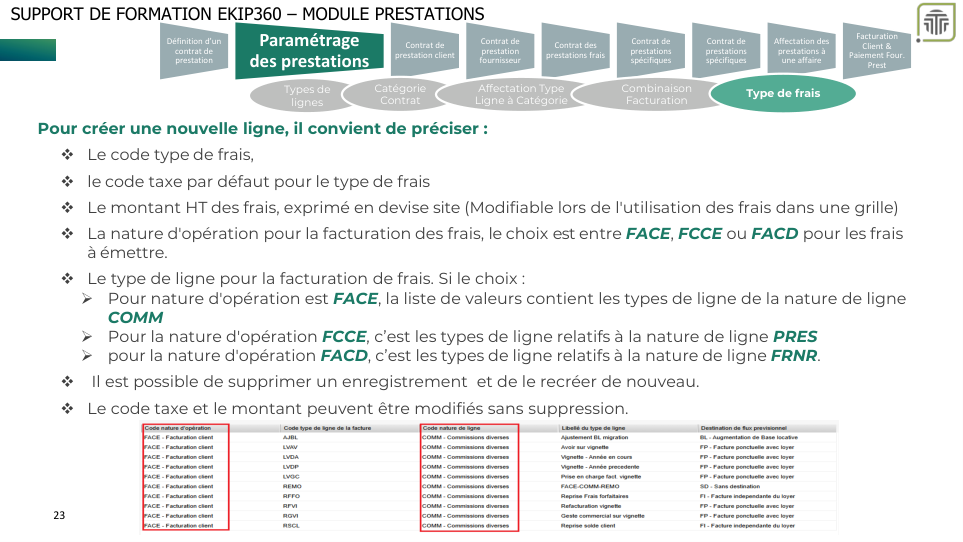 SUPPORT DE FORMATION EKIP360 – MODULE PRESTATIONS
Définition d'un
contrat de
prestation
Paramétrage
des prestations
Contrat de
prestation client
Contrat de
prestation
fournisseur
Contrat des
prestations frais
Contrat de
prestations
spécifiques
Contrat de
prestations
spécifiques
Affectation des
prestations à
une affaire
Facturation
Client &
Paiement Four.
Prest
Types de
lignes
Catégorie
Contrat
Affectation Type
Ligne à Catégorie
Combinaison
Facturation
Type de frais
Pour créer une nouvelle ligne, il convient de préciser :
❖ Le code type de frais,
❖ le code taxe par défaut pour le type de frais
❖ Le montant HT des frais, exprimé en devise site (Modifiable lors de l'utilisation des frais dans une grille)
❖ La nature d'opération pour la facturation des frais, le choix est entre FACE, FCCE ou FACD pour les frais
à émettre.
❖ Le type de ligne pour la facturation de frais. Si le choix :
➢ Pour nature d'opération est FACE, la liste de valeurs contient les types de ligne de la nature de ligne
COMM
➢ Pour la nature d'opération FCCE, c’est les types de ligne relatifs à la nature de ligne PRES
➢ pour la nature d'opération FACD, c’est les types de ligne relatifs à la nature de ligne FRNR.
❖ Il est possible de supprimer un enregistrement et de le recréer de nouveau.
❖ Le code taxe et le montant peuvent être modifiés sans suppression.
Code nature d'opération Code type de ligne de la facture Code nature de ligne Libellé du type de ligne Destination de flux previsionnel
FACE - Facturation client AJBL COMM - Commissions diverses Ajustement BL migration BL - Augmentation de Base locative
FACE - Facturation client LVAV COMM - Commissions diverses Avoir sur vignette FP - Facture ponctuelle avec loyer
FACE - Facturation client LVDA COMM - Commissions diverses Vignette - Année en cours FP - Facture ponctuelle avec loyer
FACE - Facturation client LVDP COMM - Commissions diverses Vignette - Année precedente FP - Facture ponctuelle avec loyer
FACE - Facturation client LVGC COMM - Commissions diverses Prise en charge fact. vignette FP - Facture ponctuelle avec loyer
FACE - Facturation client REMO COMM - Commissions diverses FACE-COMM-REMO SD - Sans destination
FACE - Facturation client RFFO COMM - Commissions diverses Reprise Frais forfaitaires FI - Facture independante du loyer
FACE - Facturation client RFVI COMM - Commissions diverses Refacturation vignette FP - Facture ponctuelle avec loyer
FACE - Facturation client RGVI COMM - Commissions diverses Geste commercial sur vignette FP - Facture ponctuelle avec loyer
FACE - Facturation client RSCL COMM - Commissions diverses Reprise solde client FI - Facture independante du loyer
23